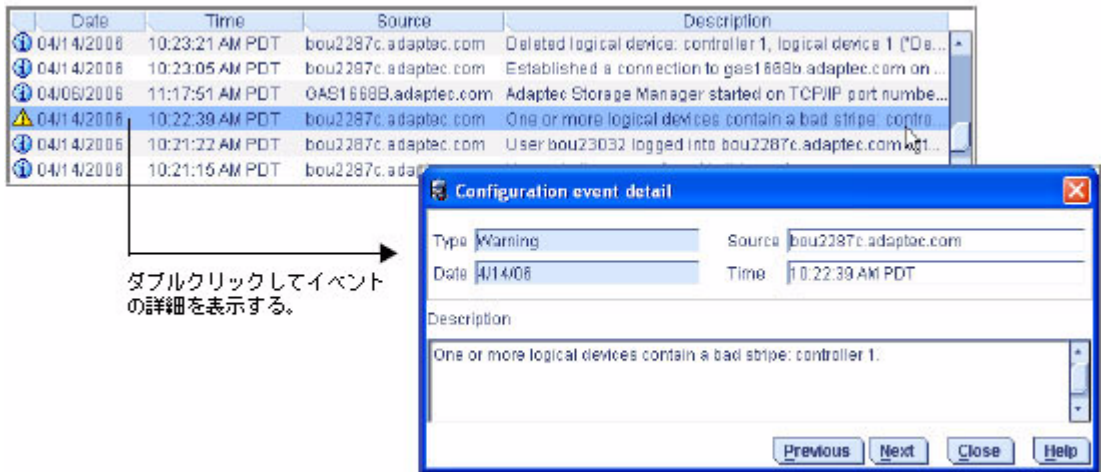 Date Time Source Description
04/14/2006 10:23:21 AM PDT bou2287c.adaptec.com Deleted logical device: controller 1, logical device 1 ("De...
04/14/2006 10:23:05 AM PDT bou2287c.adaptec.com Established a connection to gas1668b.adaptec.com on ...
04/06/2006 11:17:51 AM PDT GAS1668B.adaptec.com Adaptec Storage Manager started on TCP/IP port numbe...
04/14/2006 10:22:39 AM PDT bou2287c.adaptec.com One or more logical devices contain a bad stripe: contro...
04/14/2006 10:21:22 AM PDT bou2287c.adaptec.com User bou23032 logged into bou2287c.adaptec.com
04/14/2006 10:21:15 AM PDT bou2287c.adap
Configuration event detail
Type Warning Source bou2287c.adaptec.com
Date 4/14/06 Time 10:22:39 AM PDT
Description
One or more logical devices contain a bad stripe: controller 1.
Previous Next Close Help
ダブルクリックしてイベント
の詳細を表示する。